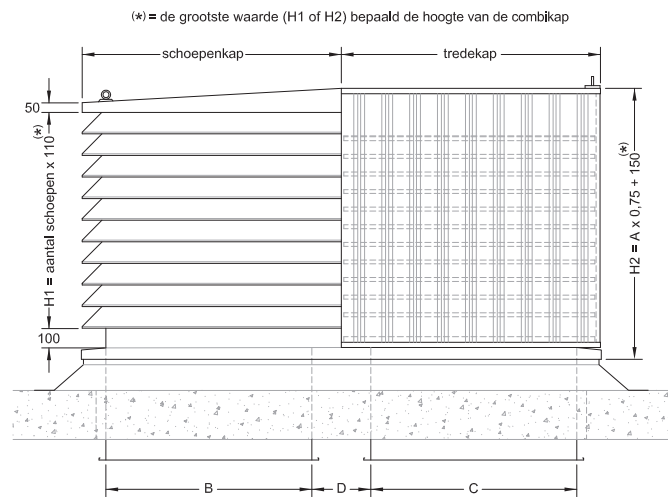 (*) = de grootste waarde (H1 of H2) bepaald de hoogte van de combikap
schoepenkap
tredekap
50
H1 = aantal schoepen x 110 (*)
100
H2 = A x 0,75 + 150 (*)
B
D
C